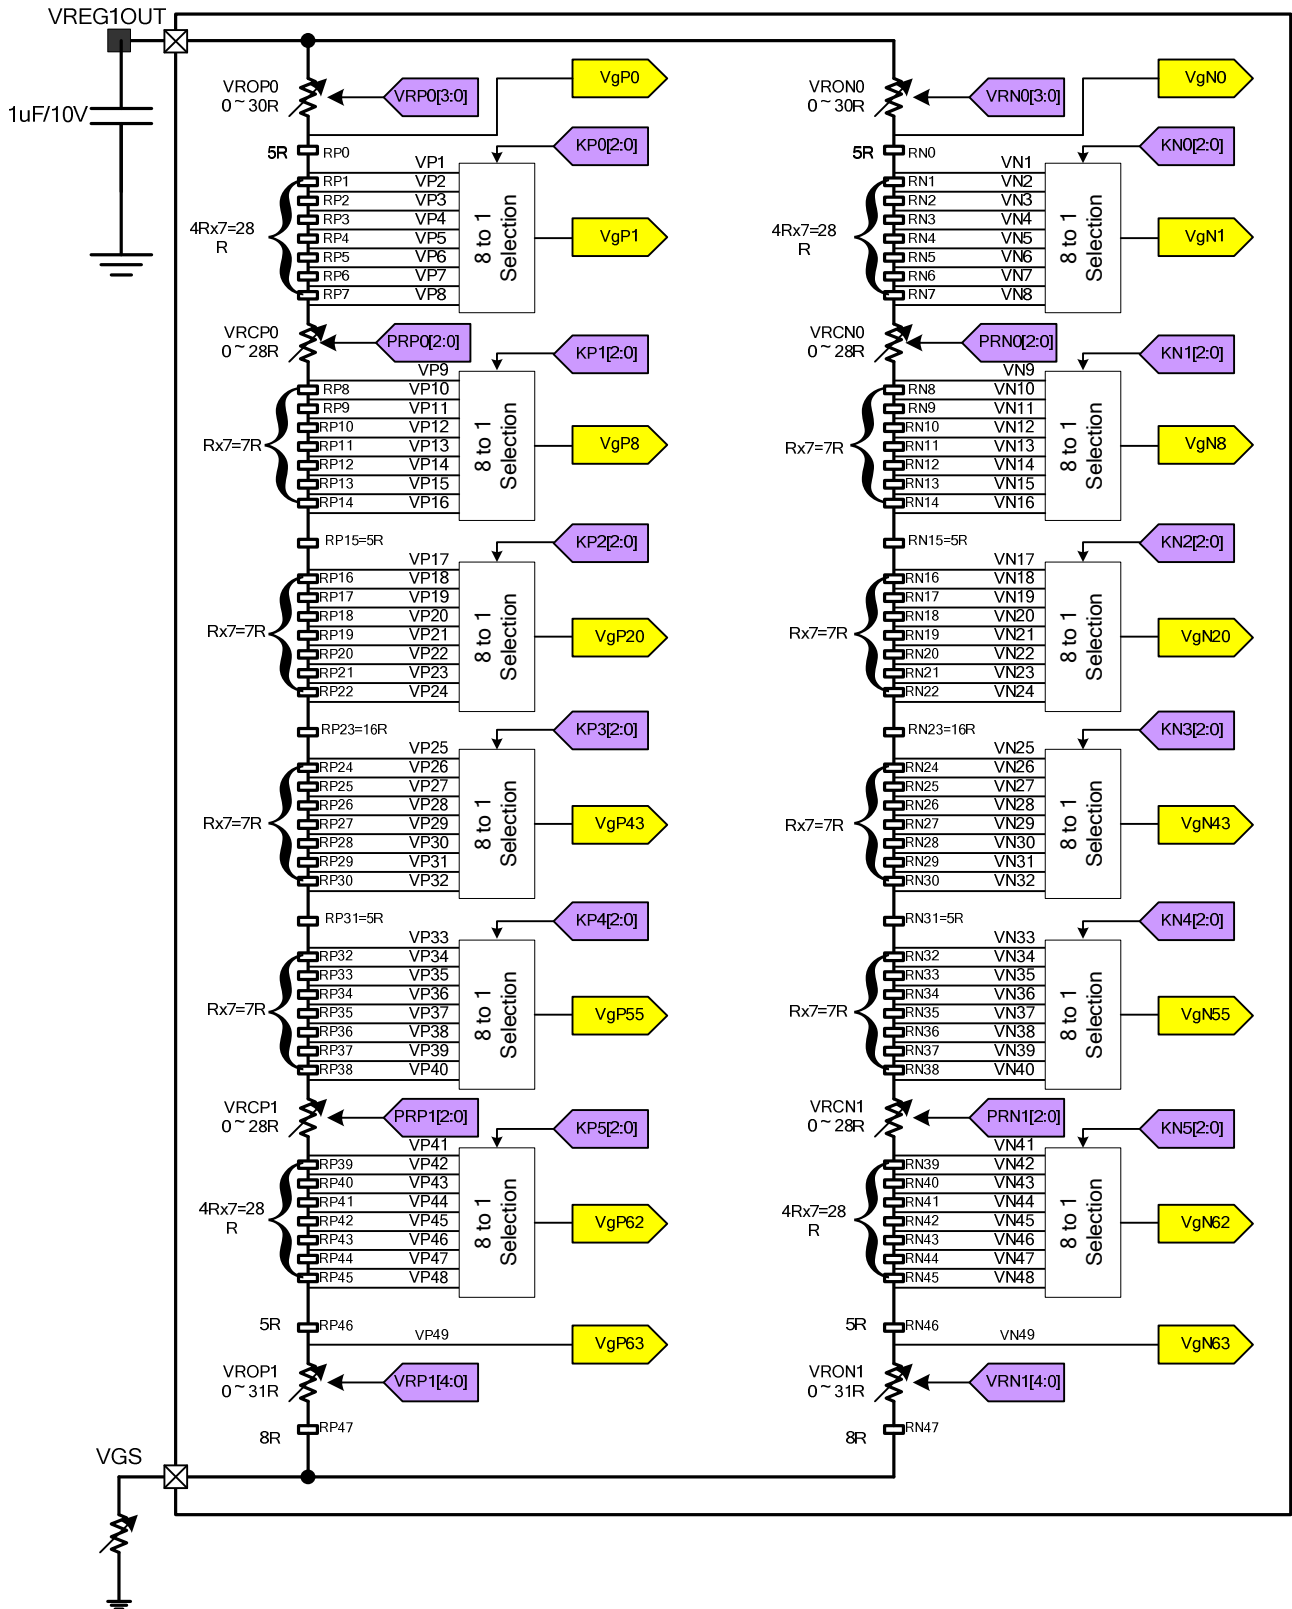 VREG1OUT
1uF/10V
VROP0
0 ~ 30R
VRP0[3:0]
VgP0
KP0[2:0]
5R
RP0
VP1
RP1
VP2
RP2
VP3
RP3
VP4
RP4
VP5
RP5
VP6
RP6
VP7
RP7
VP8
4Rx7=28
R
8 to 1
Selection
VgP1
VRCP0
0 ~ 28R
PRP0[2:0]
KP1[2:0]
VP9
RP8
VP10
RP9
VP11
RP10
VP12
RP11
VP13
RP12
VP14
RP13
VP15
RP14
VP16
Rx7=7R
8 to 1
Selection
VgP8
RP15=5R
KP2[2:0]
VP17
RP16
VP18
RP17
VP19
RP18
VP20
RP19
VP21
RP20
VP22
RP21
VP23
RP22
VP24
Rx7=7R
8 to 1
Selection
VgP20
RP23=16R
KP3[2:0]
VP25
RP24
VP26
RP25
VP27
RP26
VP28
RP27
VP29
RP28
VP30
RP29
VP31
RP30
VP32
Rx7=7R
8 to 1
Selection
VgP43
RP31=5R
KP4[2:0]
VP33
RP32
VP34
RP33
VP35
RP34
VP36
RP35
VP37
RP36
VP38
RP37
VP39
RP38
VP40
Rx7=7R
8 to 1
Selection
VgP55
VRCP1
0 ~ 28R
PRP1[2:0]
KP5[2:0]
VP41
RP39
VP42
RP40
VP43
RP41
VP44
RP42
VP45
RP43
VP46
RP44
VP47
RP45
VP48
4Rx7=28
R
8 to 1
Selection
VgP62
5R
RP46
VP49
VgP63
VROP1
0 ~ 31R
VRP1[4:0]
8R
RP47
VRON0
0 ~ 30R
VRN0[3:0]
VgN0
KN0[2:0]
5R
RN0
VN1
RN1
VN2
RN2
VN3
RN3
VN4
RN4
VN5
RN5
VN6
RN6
VN7
RN7
VN8
4Rx7=28
R
8 to 1
Selection
VgN1
VRCN0
0 ~ 28R
PRN0[2:0]
KN1[2:0]
VN9
RN8
VN10
RN9
VN11
RN10
VN12
RN11
VN13
RN12
VN14
RN13
VN15
RN14
VN16
Rx7=7R
8 to 1
Selection
VgN8
RN15=5R
KN2[2:0]
VN17
RN16
VN18
RN17
VN19
RN18
VN20
RN19
VN21
RN20
VN22
RN21
VN23
RN22
VN24
Rx7=7R
8 to 1
Selection
VgN20
RN23=16R
KN3[2:0]
VN25
RN24
VN26
RN25
VN27
RN26
VN28
RN27
VN29
RN28
VN30
RN29
VN31
RN30
VN32
Rx7=7R
8 to 1
Selection
VgN43
RN31=5R
KN4[2:0]
VN33
RN32
VN34
RN33
VN35
RN34
VN36
RN35
VN37
RN36
VN38
RN37
VN39
RN38
VN40
Rx7=7R
8 to 1
Selection
VgN55
VRCN1
0 ~ 28R
PRN1[2:0]
KN5[2:0]
VN41
RN39
VN42
RN40
VN43
RN41
VN44
RN42
VN45
RN43
VN46
RN44
VN47
RN45
VN48
4Rx7=28
R
8 to 1
Selection
VgN62
5R
RN46
VN49
VgN63
VRON1
0 ~ 31R
VRN1[4:0]
8R
RN47
VGS